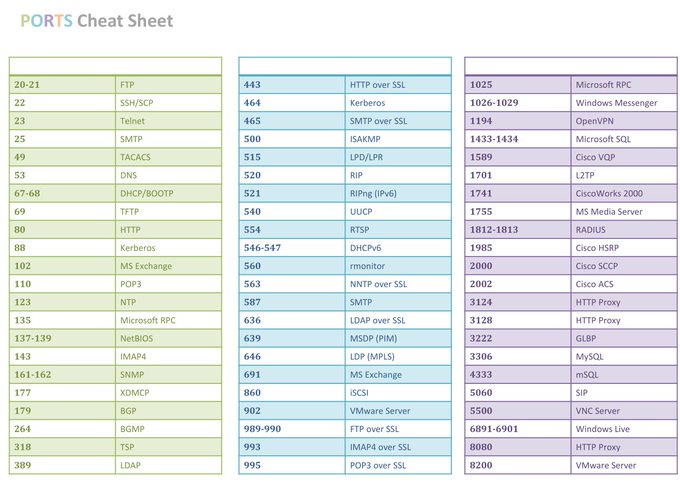 PORTS Cheat Sheet
20-21 FTP
22 SSH/SCP
23 Telnet
25 SMTP
49 TACACS
53 DNS
67-68 DHCP/BOOTP
69 TFTP
80 HTTP
88 Kerberos
102 MS Exchange
110 POP3
123 NTP
135 Microsoft RPC
137-139 NetBIOS
143 IMAP4
161-162 SNMP
177 XDMCP
179 BGP
264 BGMP
318 TSP
389 LDAP
443 HTTP over SSL
464 Kerberos
465 SMTP over SSL
500 ISAKMP
515 LPD/LPR
520 RIP
521 RIPng (IPv6)
540 UUCP
554 RTSP
546-547 DHCPv6
560 rmonitor
563 NNTP over SSL
587 SMTP
636 LDAP over SSL
639 MSDP (PIM)
646 LDP (MPLS)
691 MS Exchange
860 iSCSI
902 VMware Server
989-990 FTP over SSL
993 IMAP4 over SSL
995 POP3 over SSL
1025 Microsoft RPC
1026-1029 Windows Messenger
1194 OpenVPN
1433-1434 Microsoft SQL
1589 Cisco VQP
1701 L2TP
1741 CiscoWorks 2000
1755 MS Media Server
1812-1813 RADIUS
1985 Cisco HSRP
2000 Cisco SCCP
2002 Cisco ACS
3124 HTTP Proxy
3128 HTTP Proxy
3222 GLBP
3306 MySQL
4333 mSQL
5060 SIP
5500 VNC Server
6891-6901 Windows Live
8080 HTTP Proxy
8200 VMware Server